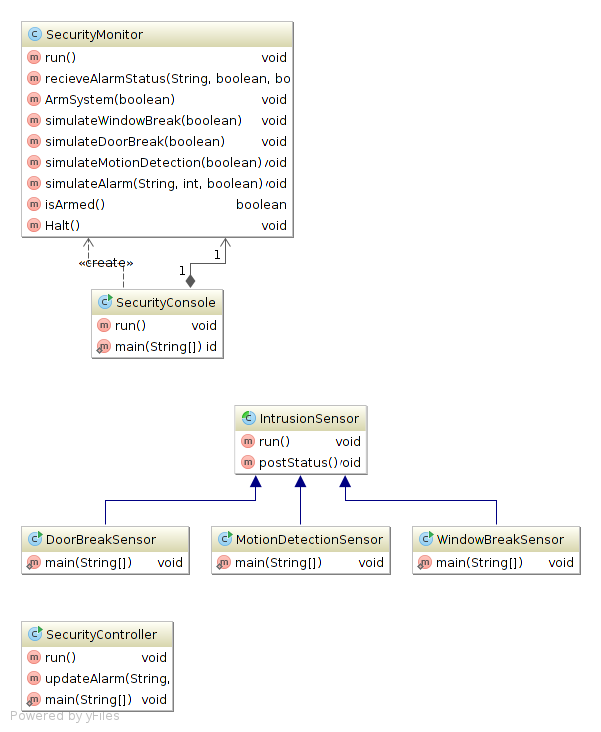 SecurityMonitor
run() void
recieveAlarmStatus(String, boolean, bo
ArmSystem(boolean) void
simulateWindowBreak(boolean) void
simulateDoorBreak(boolean) void
simulateMotionDetection(boolean) void
simulateAlarm(String, int, boolean) void
isArmed() boolean
Halt() void
1
«create»
1
SecurityConsole
run() void
main(String[]) id
IntrusionSensor
run() void
postStatus() void
DoorBreakSensor
main(String[]) void
MotionDetectionSensor
main(String[]) void
WindowBreakSensor
main(String[]) void
SecurityController
run() void
updateAlarm(String,
main(String[]) void
Powered by yFiles